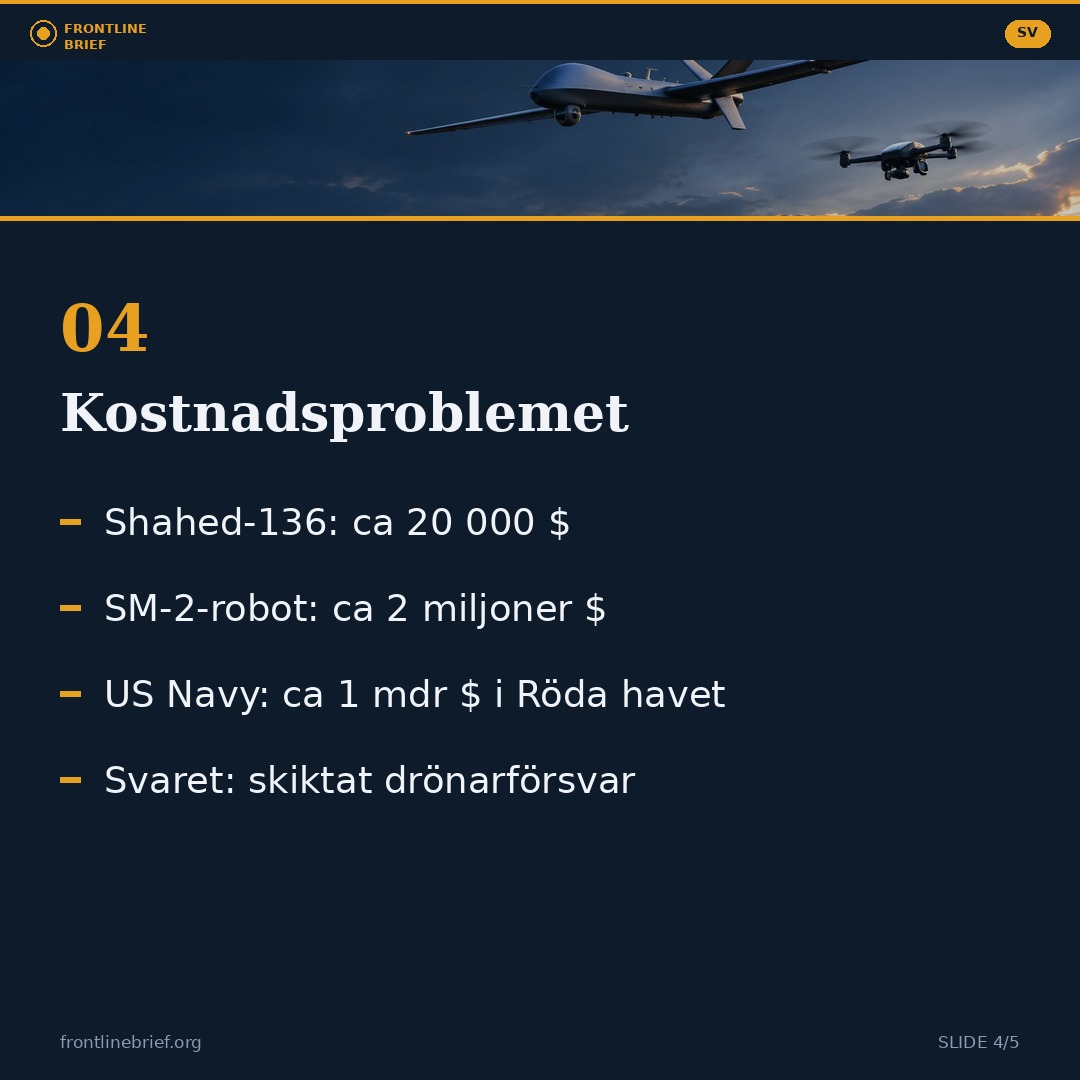 FRONTLINE
BRIEF
SV
04
Kostnadsproblemet
– Shahed-136: ca 20 000 $
– SM-2-robot: ca 2 miljoner $
– US Navy: ca 1 mdr $ i Röda havet
– Svaret: skiktat drönarförsvar
frontlinebrief.org
SLIDE 4/5